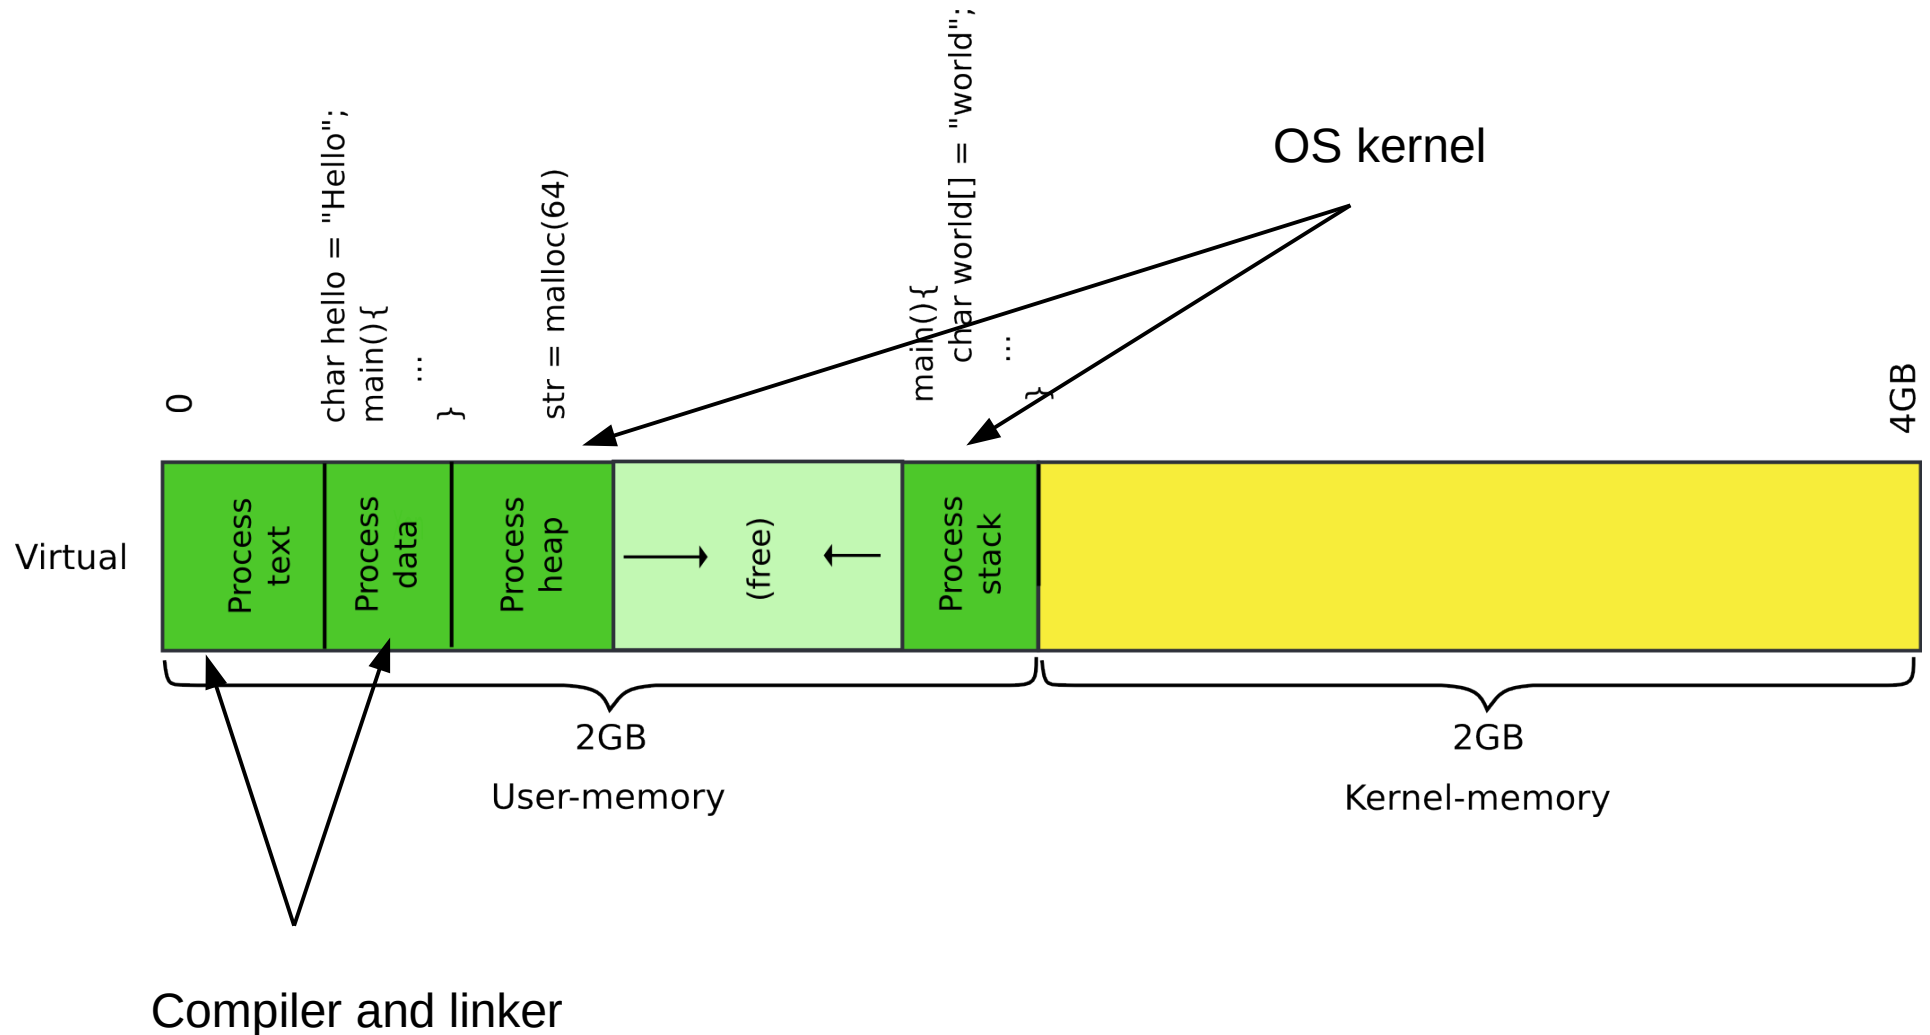 char hello = "Hello";
main(){
...
}
str = malloc(64)
main(){
char world[] = "world";
...
}
OS kernel
0
4GB
Virtual
Process
text
Process
data
Process
heap
(free)
Process
stack
2GB
User-memory
2GB
Kernel-memory
Compiler and linker